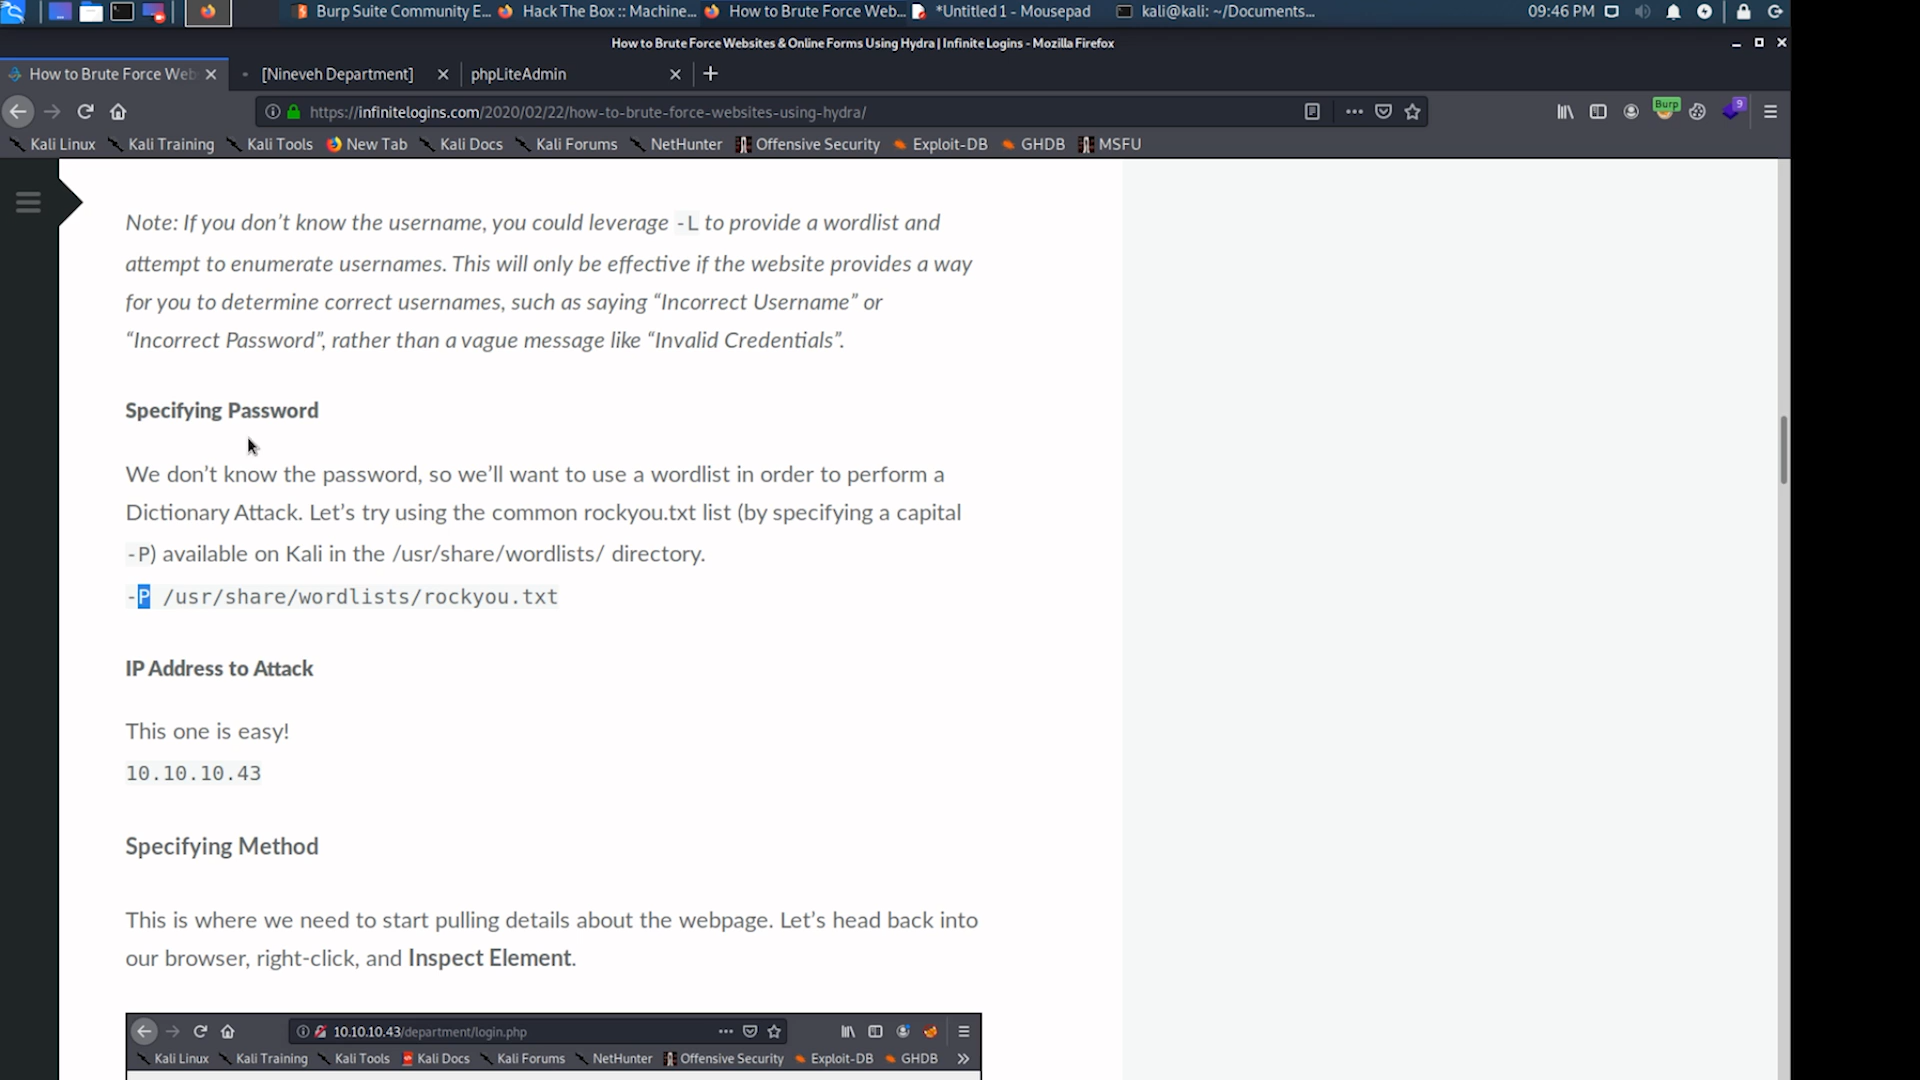 Burp Suite Community E... Hack The Box :: Machine... How to Brute Force Web... *Untitled 1 - Mousepad kali@kali: ~/Documents... 09:46 PM
How to Brute Force Websites & Online Forms Using Hydra | Infinite Logins - Mozilla Firefox
How to Brute Force Web [Nineveh Department] phpLiteAdmin
https://infinitelogins.com/2020/02/22/how-to-brute-force-websites-using-hydra/ Burp 9
Kali Linux Kali Training Kali Tools New Tab Kali Docs Kali Forums NetHunter Offensive Security Exploit-DB GHDB MSFU
Note: If you don’t know the username, you could leverage -L to provide a wordlist and
attempt to enumerate usernames. This will only be effective if the website provides a way
for you to determine correct usernames, such as saying “Incorrect Username” or
“Incorrect Password”, rather than a vague message like “Invalid Credentials”.
Specifying Password
We don’t know the password, so we’ll want to use a wordlist in order to perform a
Dictionary Attack. Let’s try using the common rockyou.txt list (by specifying a capital
-P) available on Kali in the /usr/share/wordlists/ directory.
-P /usr/share/wordlists/rockyou.txt
IP Address to Attack
This one is easy!
10.10.10.43
Specifying Method
This is where we need to start pulling details about the webpage. Let’s head back into
our browser, right-click, and Inspect Element.
10.10.10.43/department/login.php
Kali Linux Kali Training Kali Tools Kali Docs Kali Forums NetHunter Offensive Security Exploit-DB GHDB